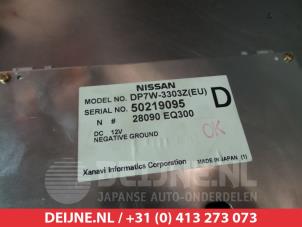 NISSAN
MODEL NO. DP7W-3303Z(EU)
SERIAL NO. 50219095
D
N # 28090 EQ300
DC 12V
NEGATIVE GROUND
OK
Xanavi Informatics Corporation MADE IN JAPAN (1)
DEIJNE.NL
JAPANSE
AUTO-ONDERDELEN
DEIJNE.NL / +31 (0) 413 273 073